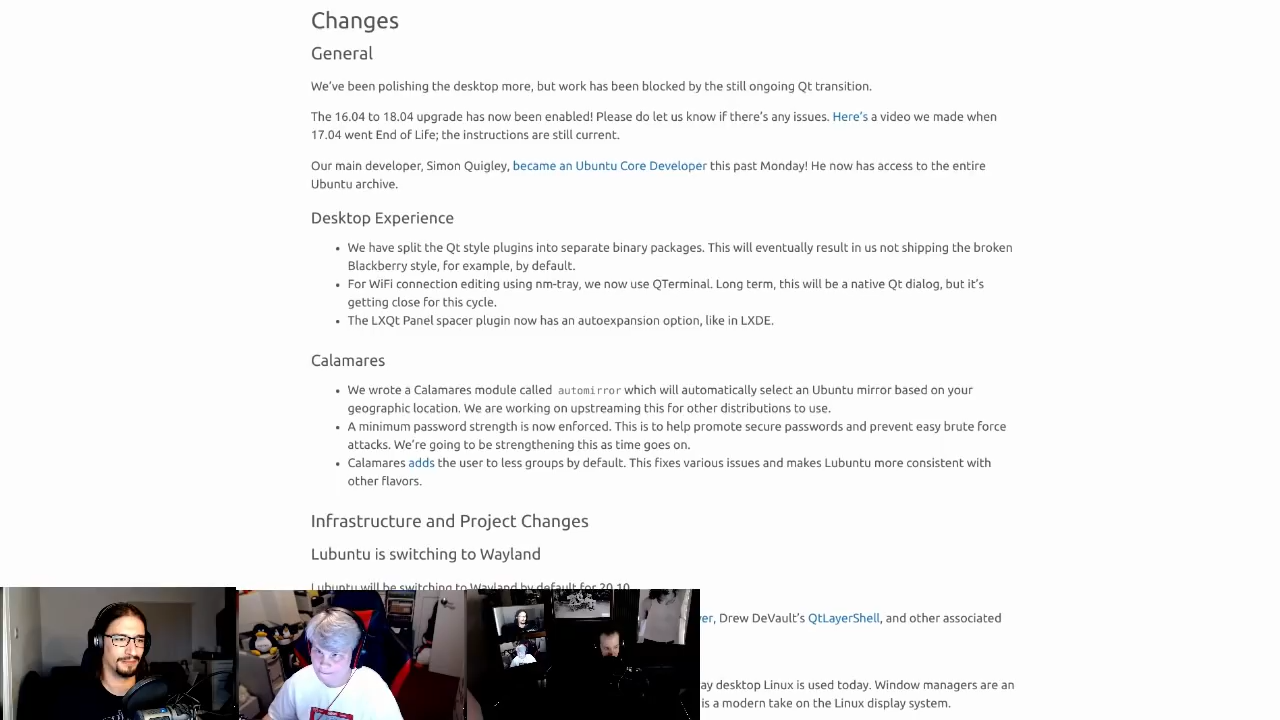 Changes
General
We've been polishing the desktop more, but work has been blocked by the still ongoing Qt transition.
The 16.04 to 18.04 upgrade has now been enabled! Please do let us know if there's any issues. Here's a video we made when
17.04 went End of Life; the instructions are still current.
Our main developer, Simon Quigley, became an Ubuntu Core Developer this past Monday! He now has access to the entire
Ubuntu archive.
Desktop Experience
• We have split the Qt style plugins into separate binary packages. This will eventually result in us not shipping the broken
Blackberry style, for example, by default.
• For WiFi connection editing using nm-tray, we now use QTerminal. Long term, this will be a native Qt dialog, but it's
getting close for this cycle.
• The LXQt Panel spacer plugin now has an autoexpansion option, like in LXDE.
Calamares
• We wrote a Calamares module called automirror which will automatically select an Ubuntu mirror based on your
geographic location. We are working on upstreaming this for other distributions to use.
• A minimum password strength is now enforced. This is to help promote secure passwords and prevent easy brute force
attacks. We're going to be strengthening this as time goes on.
• Calamares adds the user to less groups by default. This fixes various issues and makes Lubuntu more consistent with
other flavors.
Infrastructure and Project Changes
Lubuntu is switching to Wayland
Lubuntu will be switching to Wayland by default for 20.10
er, Drew DeVault's QtLayerShell, and other associated
ay desktop Linux is used today. Window managers are an
is a modern take on the Linux display system.